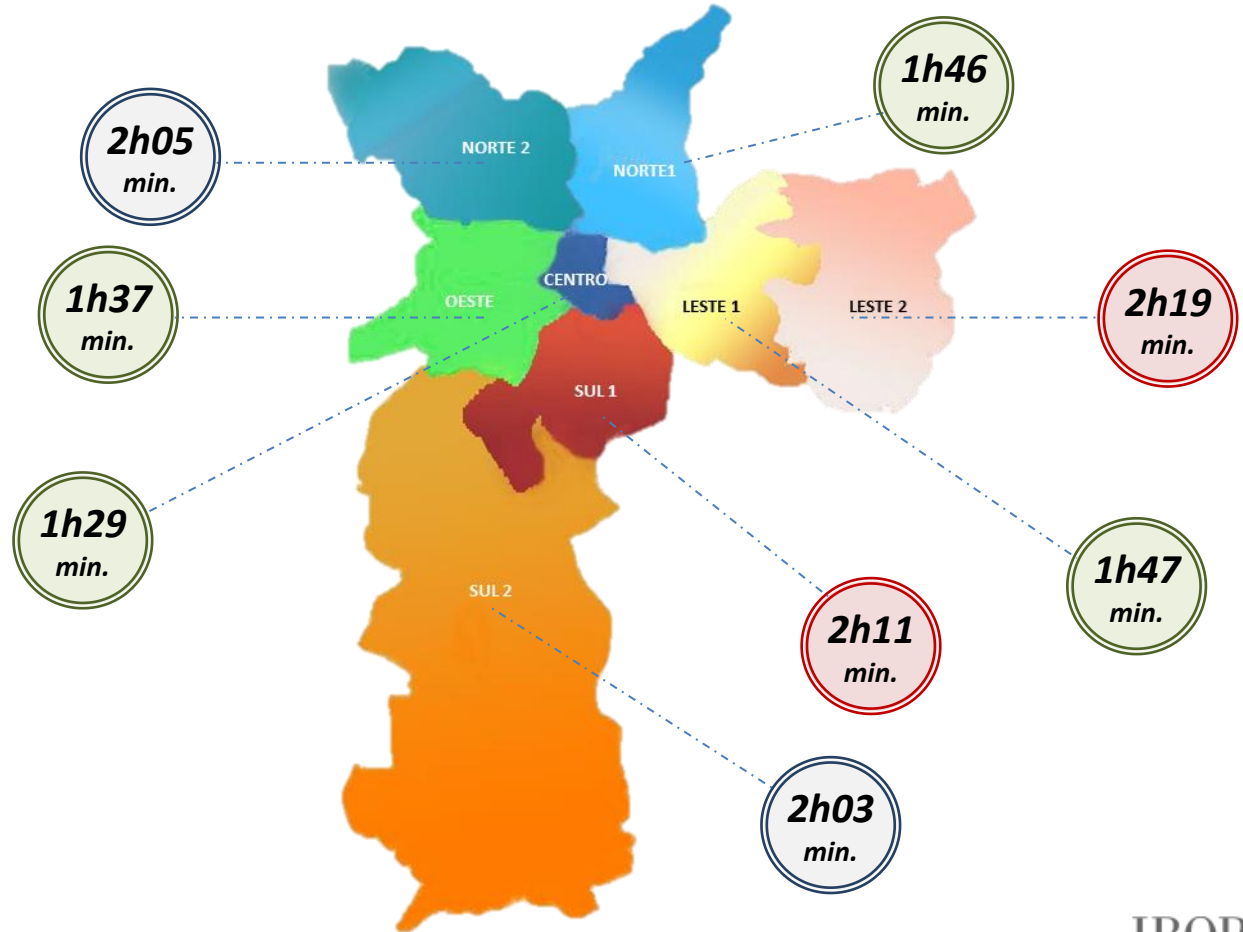 1h46
min.
2h05
min.
NORTE 2
NORTE1
1h37
min.
OESTE
CENTRO
LESTE 1
LESTE 2
2h19
min.
SUL 1
1h29
min.
SUL 2
1h47
min.
2h11
min.
2h03
min.